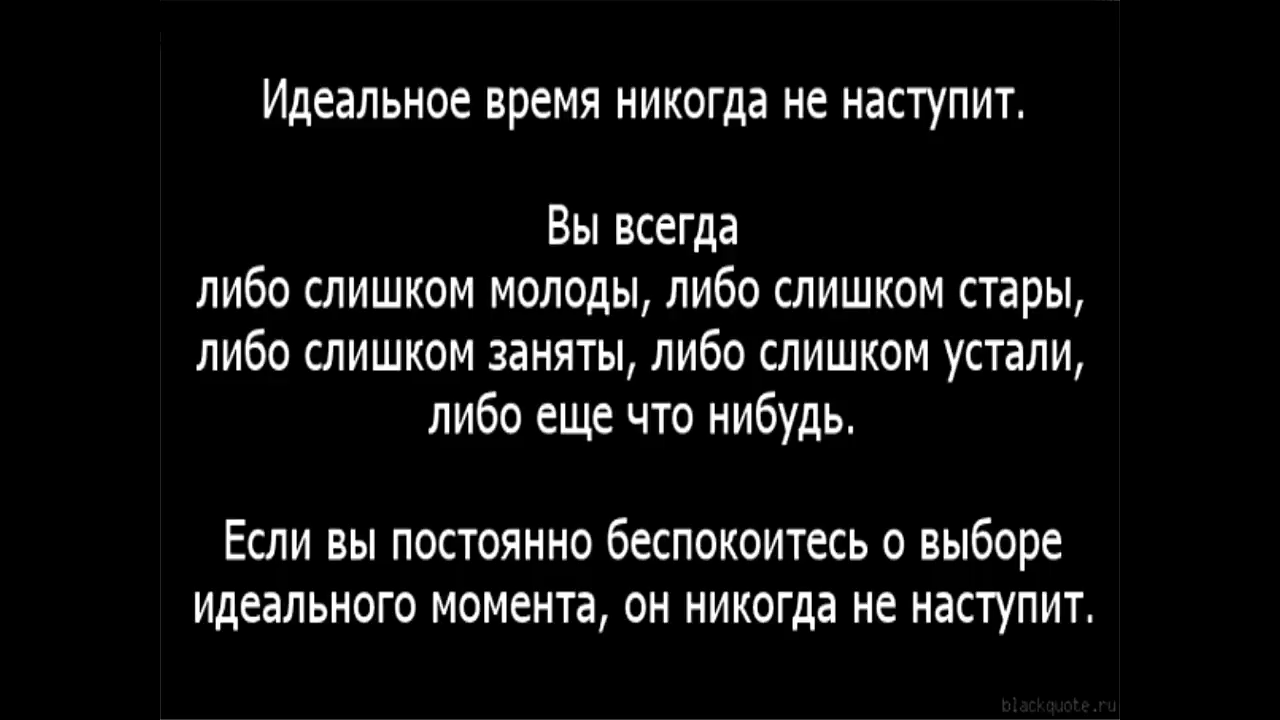 Идеальное время никогда не наступит.
Вы всегда
либо слишком молоды, либо слишком стары,
либо слишком заняты, либо слишком устали,
либо еще что нибудь.
Если вы постоянно беспокоитесь о выборе
идеального момента, он никогда не наступит.
blackquote.ru